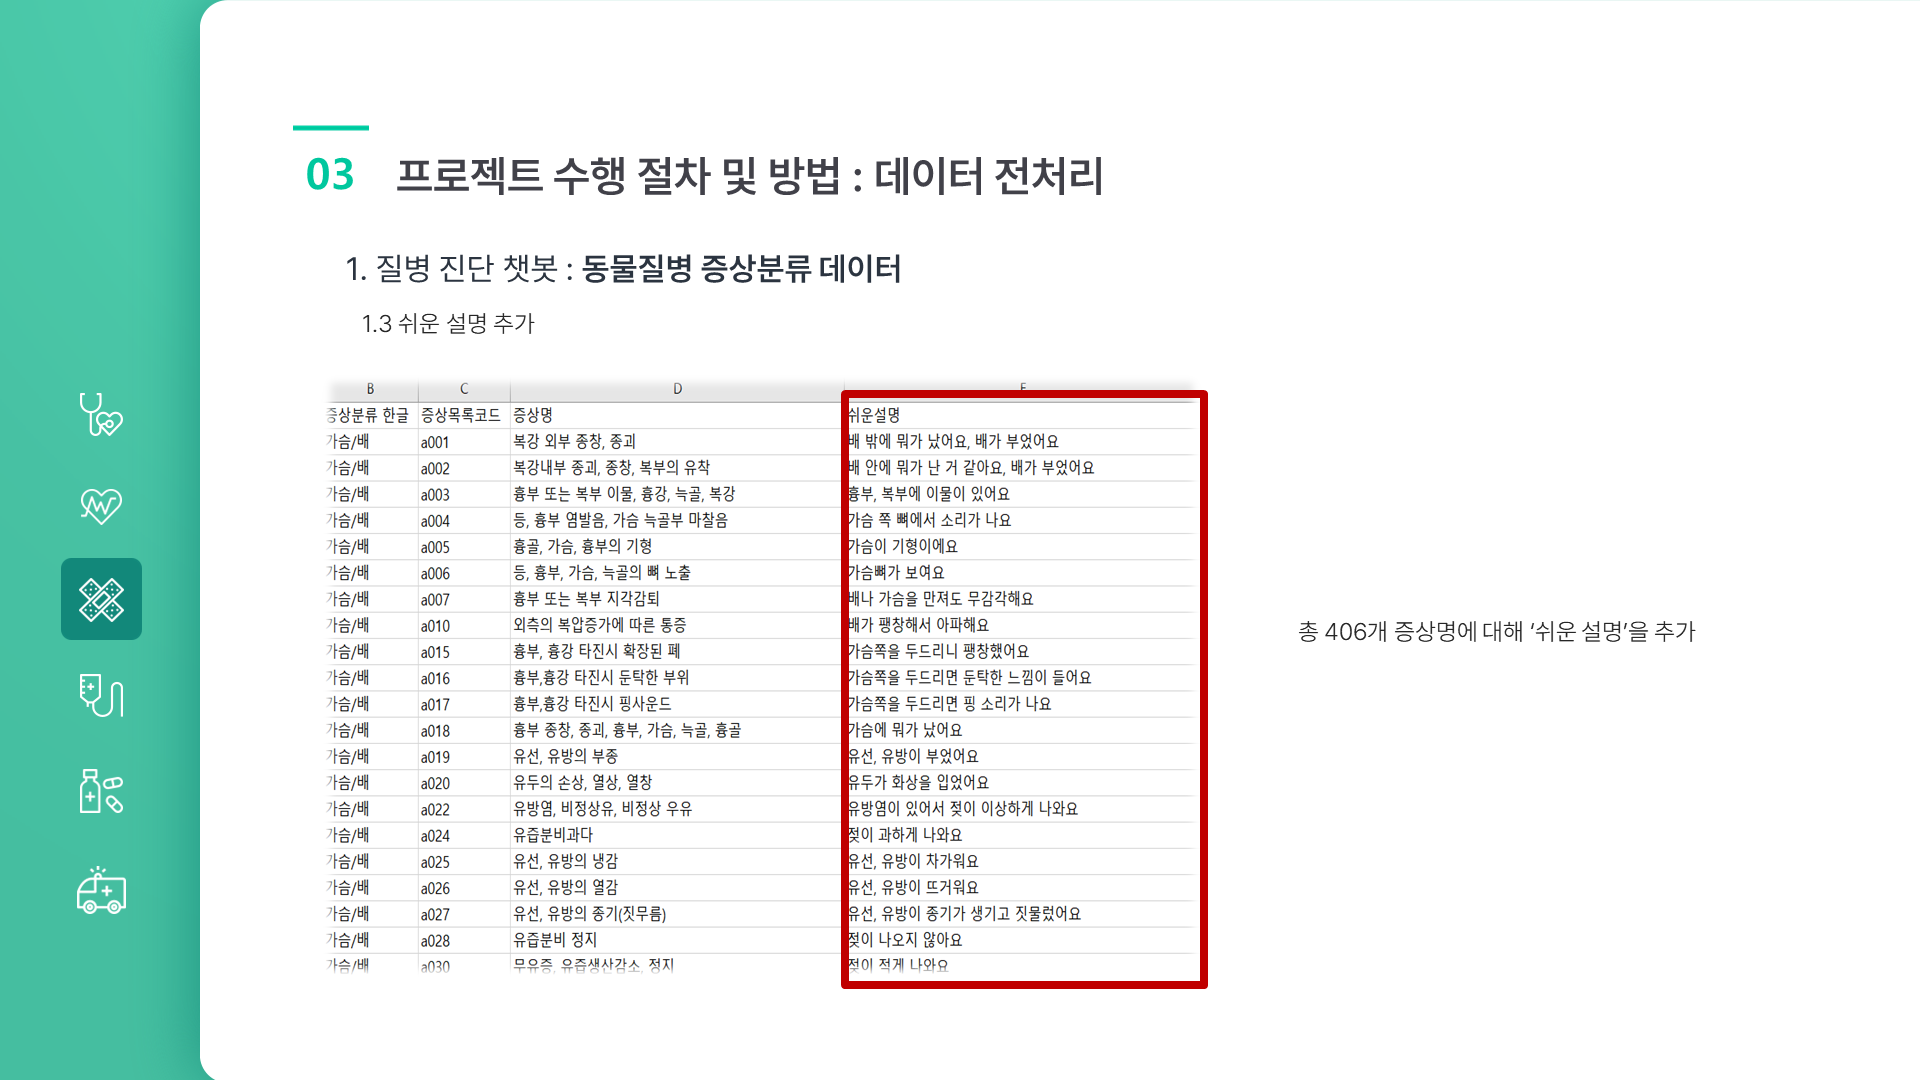 03 프로젝트 수행 절차 및 방법 : 데이터 전처리
1. 질병 진단 챗봇 : 동물질병 증상분류 데이터
1.3 쉬운 설명 추가
B C D E
증상분류 한글 증상목록코드 증상명 쉬운설명
가슴/배 a001 복강 외부 종창, 종괴 배 밖에 뭐가 났어요, 배가 부었어요
가슴/배 a002 복강내부 종괴, 종창, 복부의 유착 배 안에 뭐가 난 거 같아요, 배가 부었어요
가슴/배 a003 흉부 또는 복부 이물, 흉강, 늑골, 복강 흉부, 복부에 이물이 있어요
가슴/배 a004 등, 흉부 염발음, 가슴 늑골부 마찰음 가슴 쪽 뼈에서 소리가 나요
가슴/배 a005 흉골, 가슴, 흉부의 기형 가슴이 기형이에요
가슴/배 a006 등, 흉부, 가슴, 늑골의 뼈 노출 가슴뼈가 보여요
가슴/배 a007 흉부 또는 복부 지각감퇴 배나 가슴을 만져도 무감각해요
가슴/배 a010 외측의 복압증가에 따른 통증 배가 팽창해서 아파해요
가슴/배 a015 흉부, 흉강 타진시 확장된 폐 가슴쪽을 두드리니 팽창했어요
가슴/배 a016 흉부,흉강 타진시 둔탁한 부위 가슴쪽을 두드리면 둔탁한 느낌이 들어요
가슴/배 a017 흉부,흉강 타진시 핑사운드 가슴쪽을 두드리면 핑 소리가 나요
가슴/배 a018 흉부 종창, 종괴, 흉부, 가슴, 늑골, 흉골 가슴에 뭐가 났어요
가슴/배 a019 유선, 유방의 부종 유선, 유방이 부었어요
가슴/배 a020 유두의 손상, 열상, 열창 유두가 화상을 입었어요
가슴/배 a022 유방염, 비정상유, 비정상 우유 유방염이 있어서 젖이 이상하게 나와요
가슴/배 a024 유즙분비과다 젖이 과하게 나와요
가슴/배 a025 유선, 유방의 냉감 유선, 유방이 차가워요
가슴/배 a026 유선, 유방의 열감 유선, 유방이 뜨거워요
가슴/배 a027 유선, 유방의 종기(짓무름) 유선, 유방이 종기가 생기고 짓물렀어요
가슴/배 a028 유즙분비 정지 젖이 나오지 않아요
가슴/배 a030 무유증, 유즙생산감소, 정지 젖이 적게 나와요
총 406개 증상명에 대해 ‘쉬운 설명’을 추가